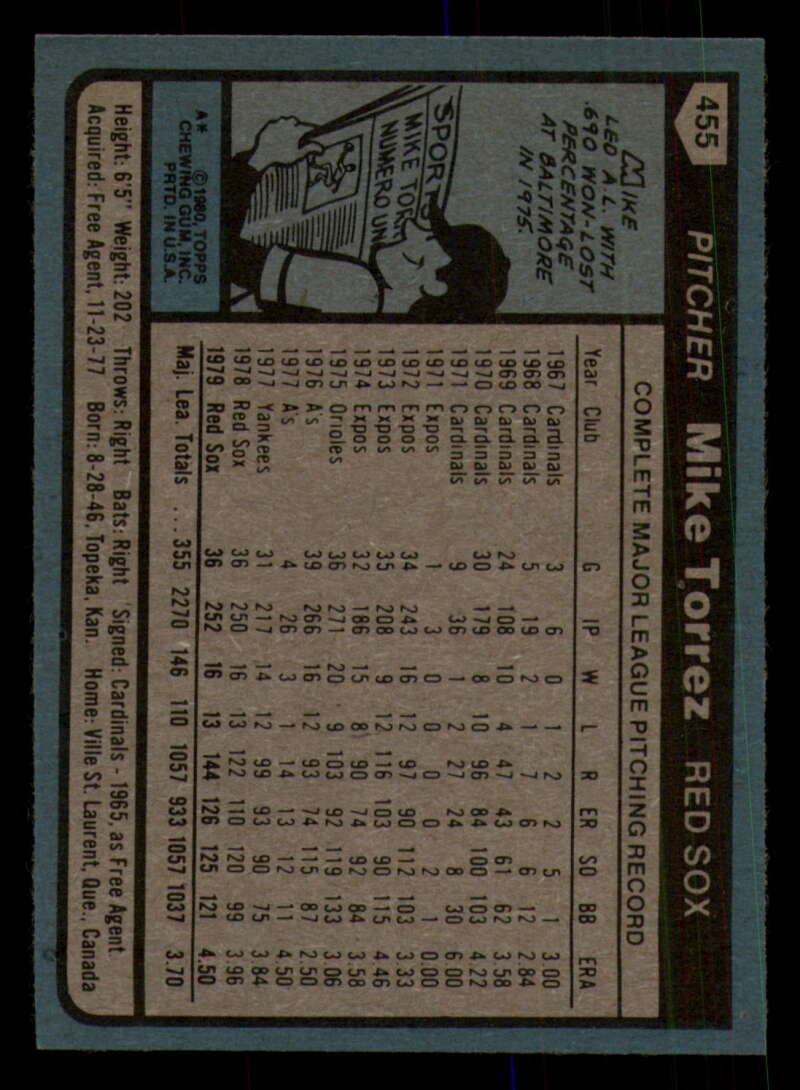 455 PITCHER Mike Torrez RED SOX
MIKE
LED A.L. WITH
.690 WON-LOST
PERCENTAGE
AT BALTIMORE
IN 1975.
SPORT
MIKE TOR
NUMERO UN
A* © 1980 TOPPS
CHEWING GUM, INC.
PRTD. IN U.S.A.
COMPLETE MAJOR LEAGUE PITCHING RECORD
Year Club G IP W L R ER SO BB ERA
1967 Cardinals 3 6 0 1 2 2 5 1 3.00
1968 Cardinals 5 19 2 1 7 6 6 12 2.84
1969 Cardinals 24 108 10 4 47 43 61 62 3.58
1970 Cardinals 30 179 8 10 96 84 100 103 4.22
1971 Cardinals 9 36 1 2 27 24 8 30 6.00
1971 Expos 1 3 0 0 0 0 2 1 0.00
1972 Expos 34 243 16 12 97 90 112 103 3.33
1973 Expos 35 208 9 12 116 103 90 115 4.46
1974 Expos 32 186 15 8 90 74 92 84 3.58
1975 Orioles 36 271 20 9 103 92 119 133 3.06
1976 A's 39 266 16 12 93 74 115 87 2.50
1977 A's 4 26 3 1 14 13 12 11 4.50
1977 Yankees 31 217 14 12 99 93 90 75 3.84
1978 Red Sox 36 250 16 13 122 110 120 99 3.96
1979 Red Sox 36 252 16 13 144 126 125 121 4.50
Maj. Lea. Totals ... 355 2270 146 110 1057 933 1057 1037 3.70
Height: 6'5" Weight: 202 Throws: Right Bats: Right Signed: Cardinals - 1965, as Free Agent.
Acquired: Free Agent, 11-23-77 Born: 8-28-46, Topeka, Kan. Home: Ville St. Laurent, Que., Canada